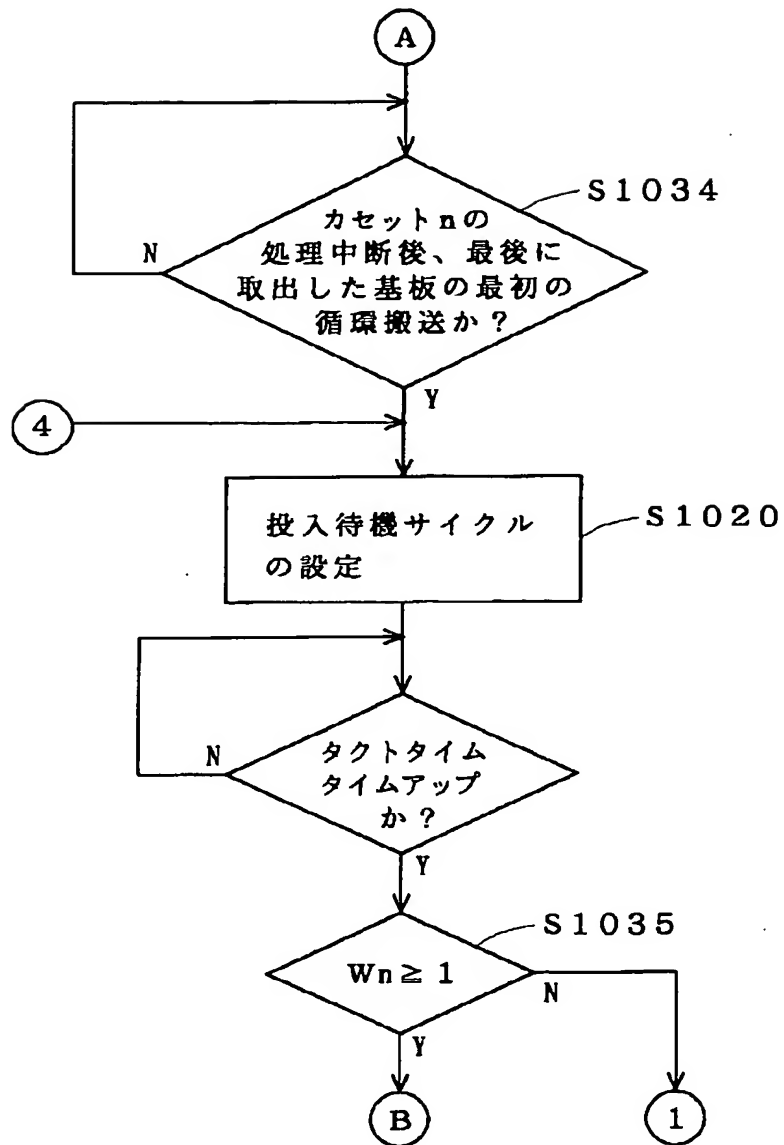 A
S1034
カセットnの
処理中断後、最後に
取出した基板の最初の
循環搬送か?
N
Y
4
投入待機サイクル
の設定
S1020
タクトタイム
タイムアップ
か?
N
Y
S1035
Wn≧1
N
Y
B
1